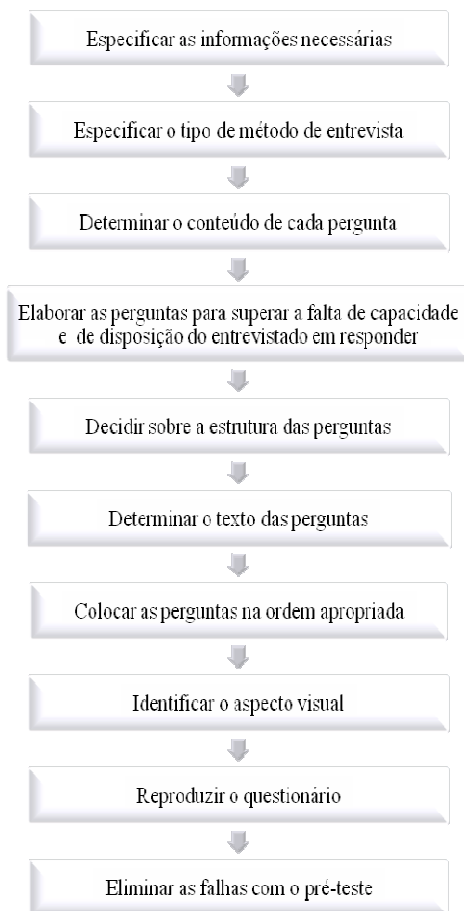 Especificar as informações necessárias
Especificar o tipo de método de entrevista
Determinar o conteúdo de cada pergunta
Elaborar as perguntas para superar a falta de capacidade
e de disposição do entrevistado em responder
Decidir sobre a estrutura das perguntas
Determinar o texto das perguntas
Colocar as perguntas na ordem apropriada
Identificar o aspecto visual
Reproduzir o questionário
Eliminar as falhas com o pré-teste